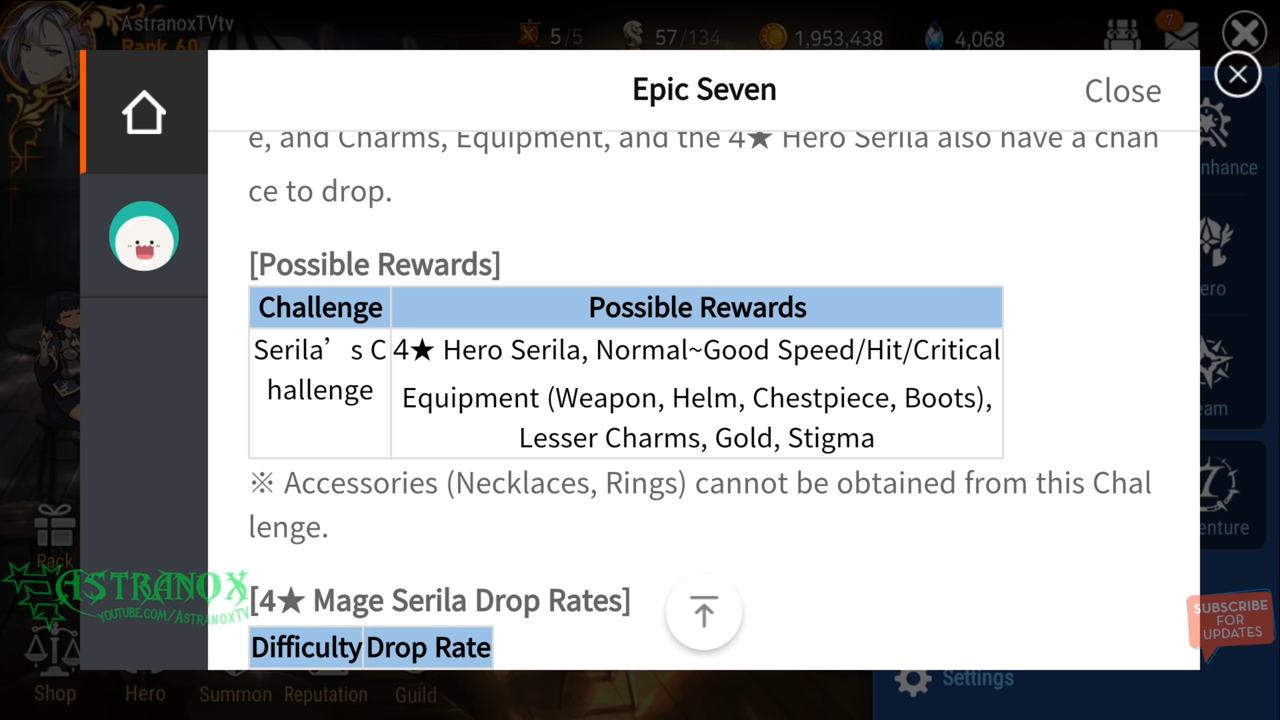 AstranoxTVtv
Rank 60
5/5
57/134
1,953,438
4,068
7
Epic Seven
Close
e, and Charms, Equipment, and the 4★ Hero Serila also have a chan
ce to drop.
[Possible Rewards]
Challenge
Possible Rewards
Serila’s C
hallenge
4★ Hero Serila, Normal~Good Speed/Hit/Critical
Equipment (Weapon, Helm, Chestpiece, Boots),
Lesser Charms, Gold, Stigma
※ Accessories (Necklaces, Rings) cannot be obtained from this Chal
lenge.
[4★ Mage Serila Drop Rates]
Difficulty
Drop Rate
nhance
ero
eam
enture
Pack
ASTRANOX
YOUTUBE.COM/ASTRANOXTV
SUBSCRIBE
FOR
UPDATES
Shop
Hero
Summon
Reputation
Guild
Settings